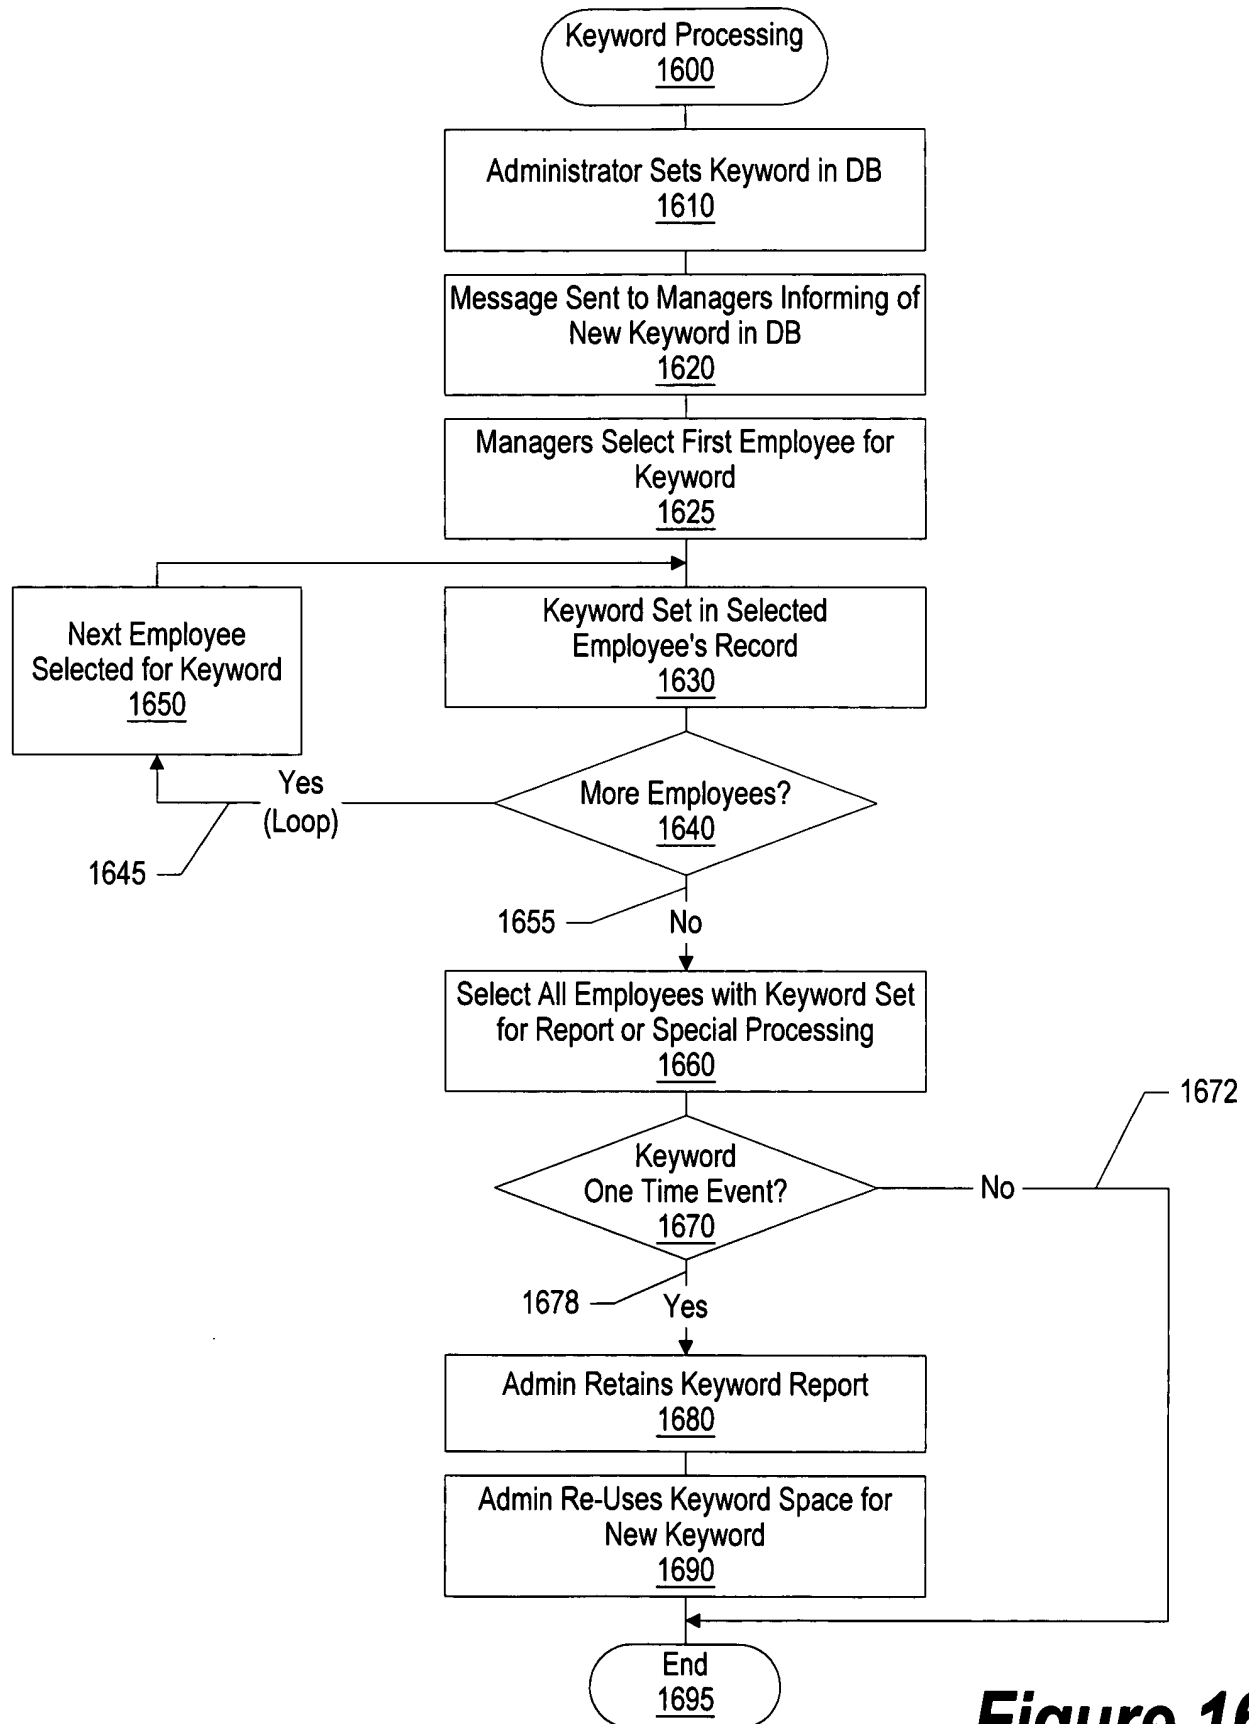 Keyword Processing
1600
Administrator Sets Keyword in DB
1610
Message Sent to Managers Informing of
New Keyword in DB
1620
Managers Select First Employee for
Keyword
1625
Next Employee
Selected for Keyword
1650
Keyword Set in Selected
Employee's Record
1630
Yes
(Loop)
More Employees?
1640
1645
1655
No
Select All Employees with Keyword Set
for Report or Special Processing
1660
1672
Keyword
One Time Event?
1670
No
1678
Yes
Admin Retains Keyword Report
1680
Admin Re-Uses Keyword Space for
New Keyword
1690
End
1695
Figure 16